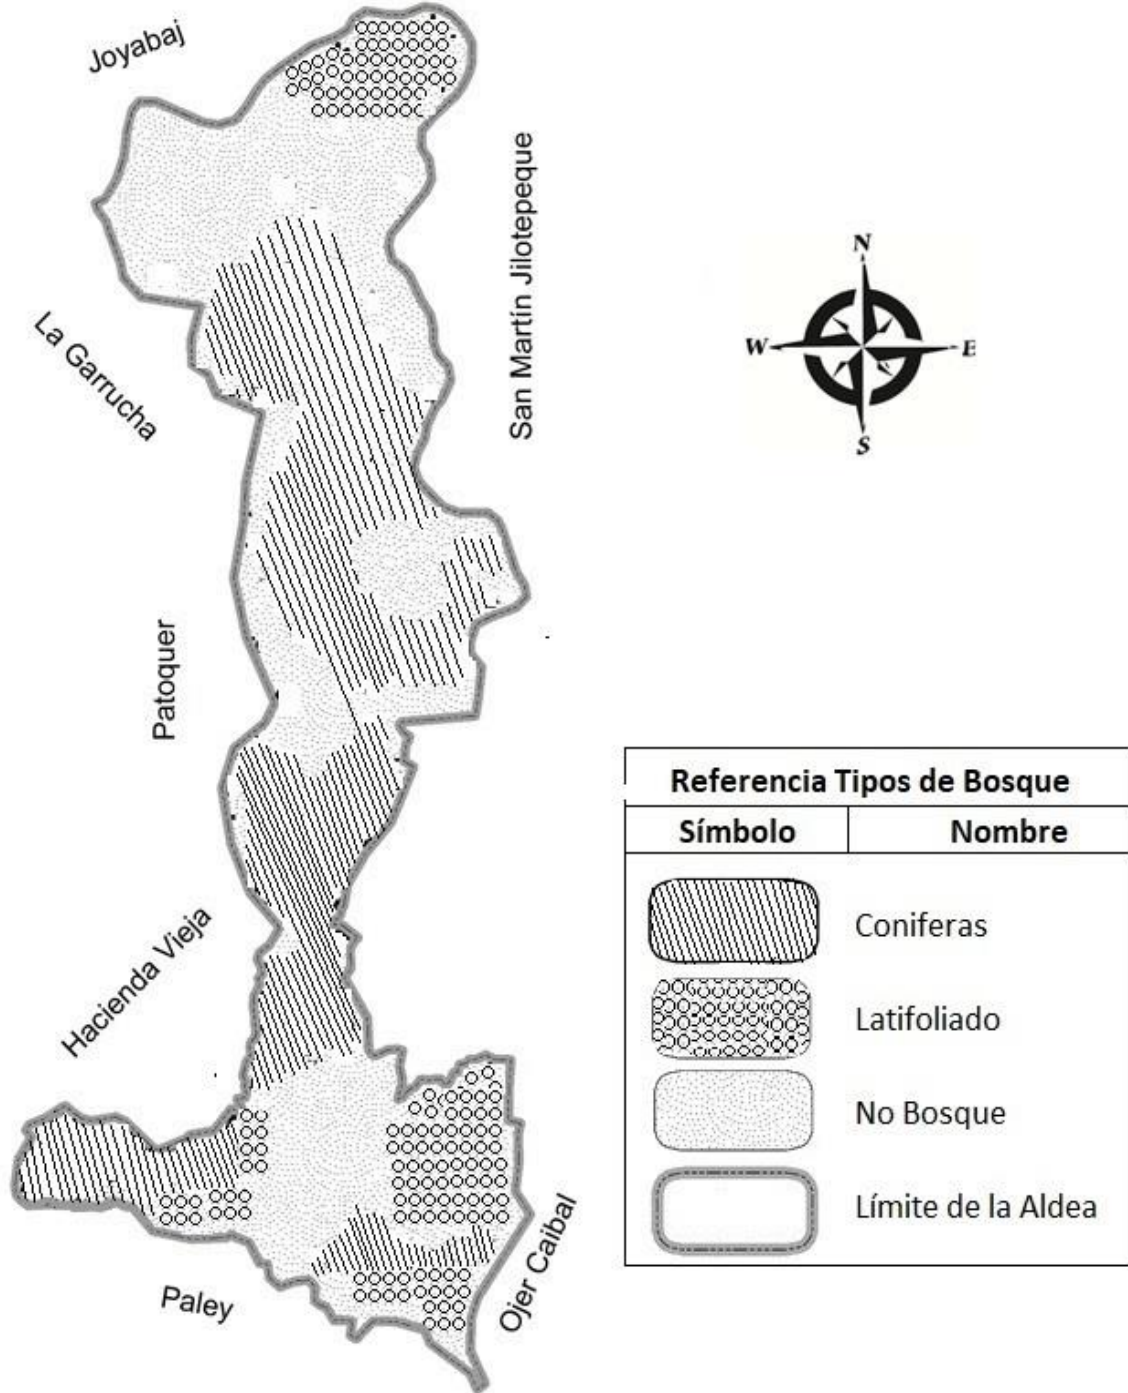 Joyabaj
San Martín Jilotepeque
N
W
E
S
La Garrucha
Patoquer
Referencia Tipos de Bosque
Símbolo Nombre
Coniferas
Hacienda Vieja
Latifoliado
No Bosque
Límite de la Aldea
Ojer Caibal
Paley